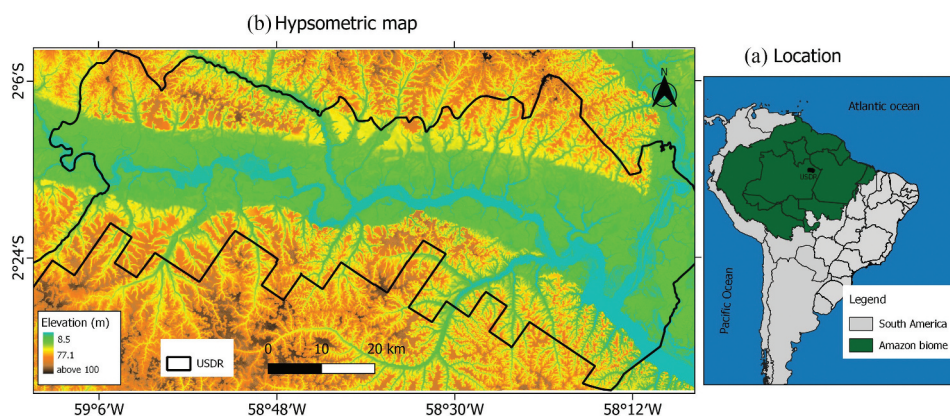 (b) Hypsometric map
(a) Location
2°6'S
2°24'S
N
Elevation (m)
8.5
77.1
above 100
USDR
0 10 20 km
59°6'W
58°48'W
58°30'W
58°12'W
Atlantic ocean
USDR
Pacific Ocean
Legend
South America
Amazon biome